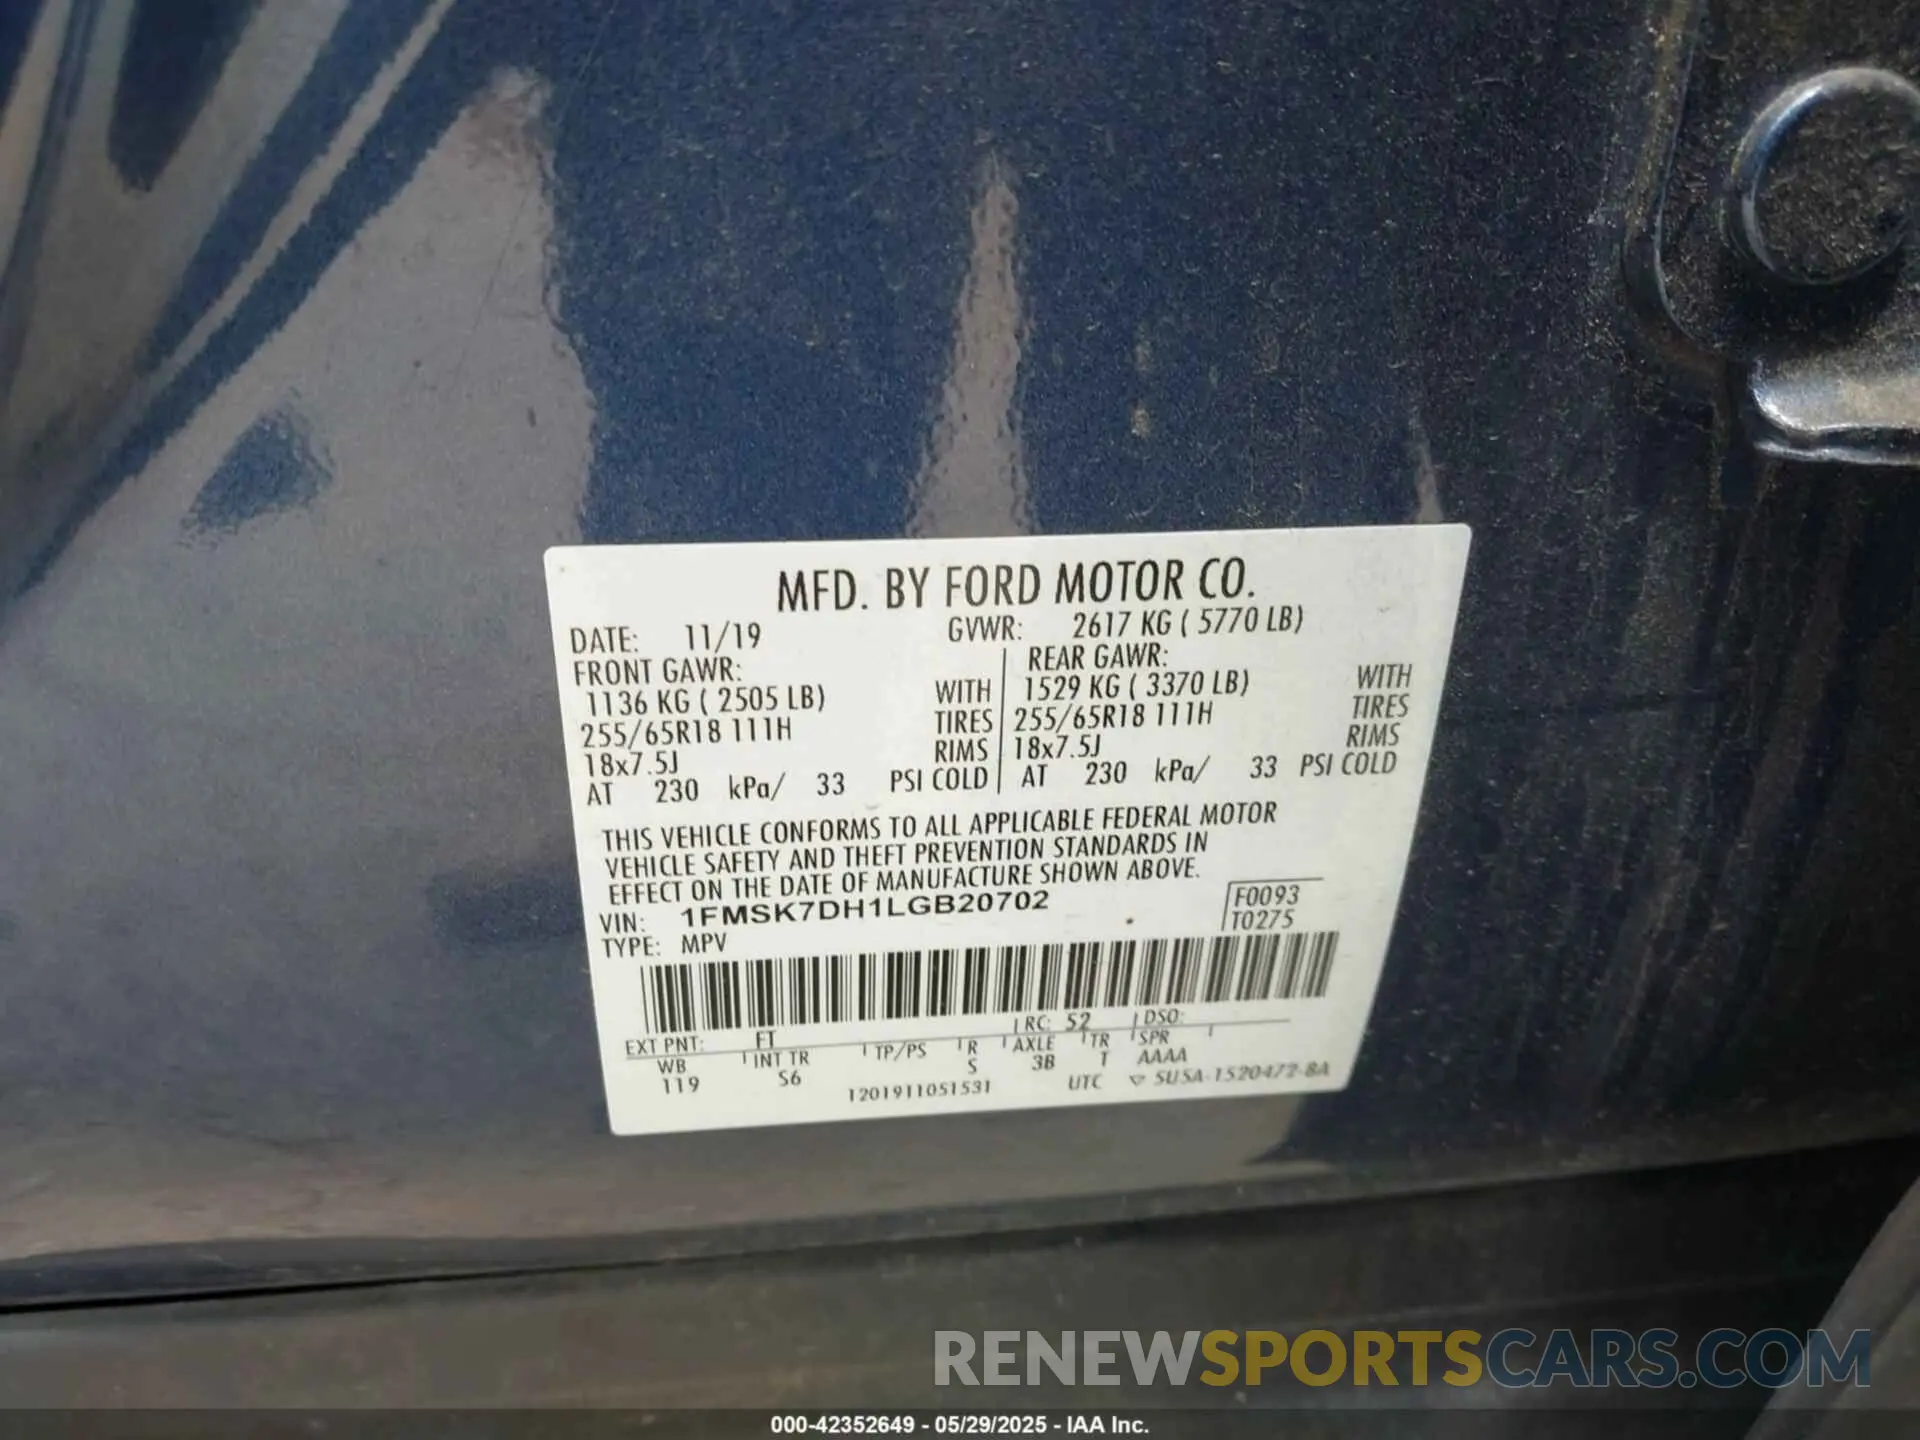 MFD. BY FORD MOTOR CO.
DATE: 11/19 GVWR: 2617 KG ( 5770 LB)
FRONT GAWR: REAR GAWR:
1136 KG ( 2505 LB) WITH 1529 KG ( 3370 LB) WITH
255/65R18 111H TIRES 255/65R18 111H TIRES
18x7.5J RIMS 18x7.5J RIMS
AT 230 kPa/ 33 PSI COLD AT 230 kPa/ 33 PSI COLD
THIS VEHICLE CONFORMS TO ALL APPLICABLE FEDERAL MOTOR
VEHICLE SAFETY AND THEFT PREVENTION STANDARDS IN
EFFECT ON THE DATE OF MANUFACTURE SHOWN ABOVE.
VIN: 1FMSK7DH1LGB20702 F0093
TYPE: MPV T0275
EXT PNT: FT RC: 52 DSO:
WB INT TR TP/PS R AXLE TR SPR
119 S6 S 3B T AAAA
1201911051531 UTC 5U5A-1520472-BA
RENEWSPORTSCARS.COM
000-42352649 - 05/29/2025 - IAA Inc.